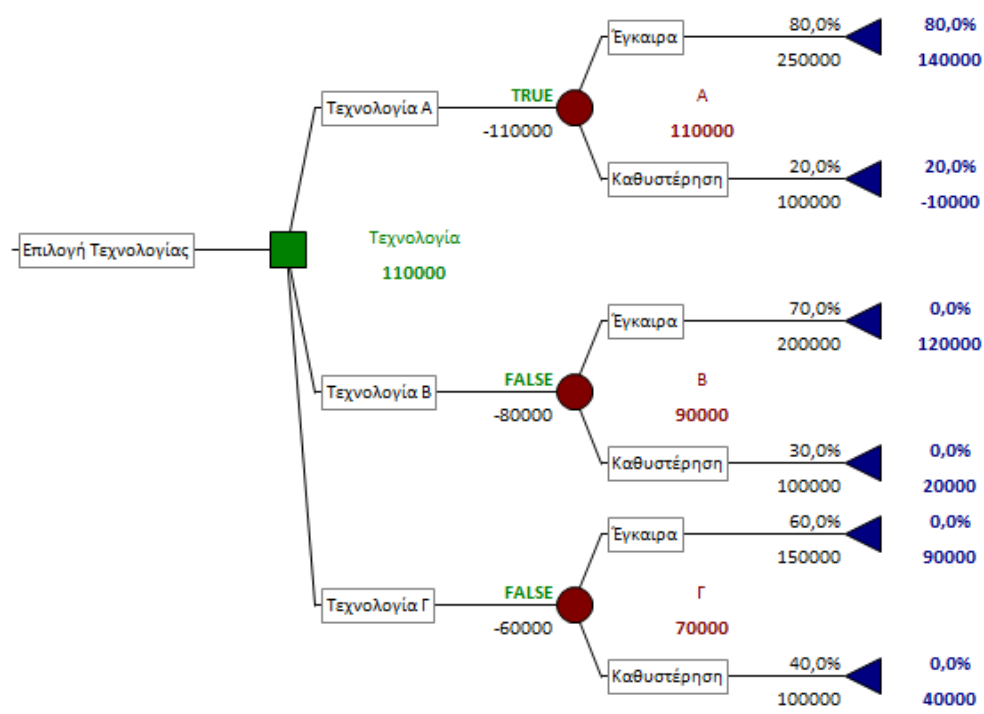 80,0% 80,0%
Έγκαιρα
250000 140000
TRUE Α
Τεχνολογία Α
-110000 110000
20,0% 20,0%
Καθυστέρηση
100000 -10000
Τεχνολογία
Επιλογή Τεχνολογίας
110000
70,0% 0,0%
Έγκαιρα
200000 120000
FALSE Β
Τεχνολογία Β
-80000 90000
30,0% 0,0%
Καθυστέρηση
100000 20000
60,0% 0,0%
Έγκαιρα
150000 90000
FALSE Γ
Τεχνολογία Γ
-60000 70000
40,0% 0,0%
Καθυστέρηση
100000 40000